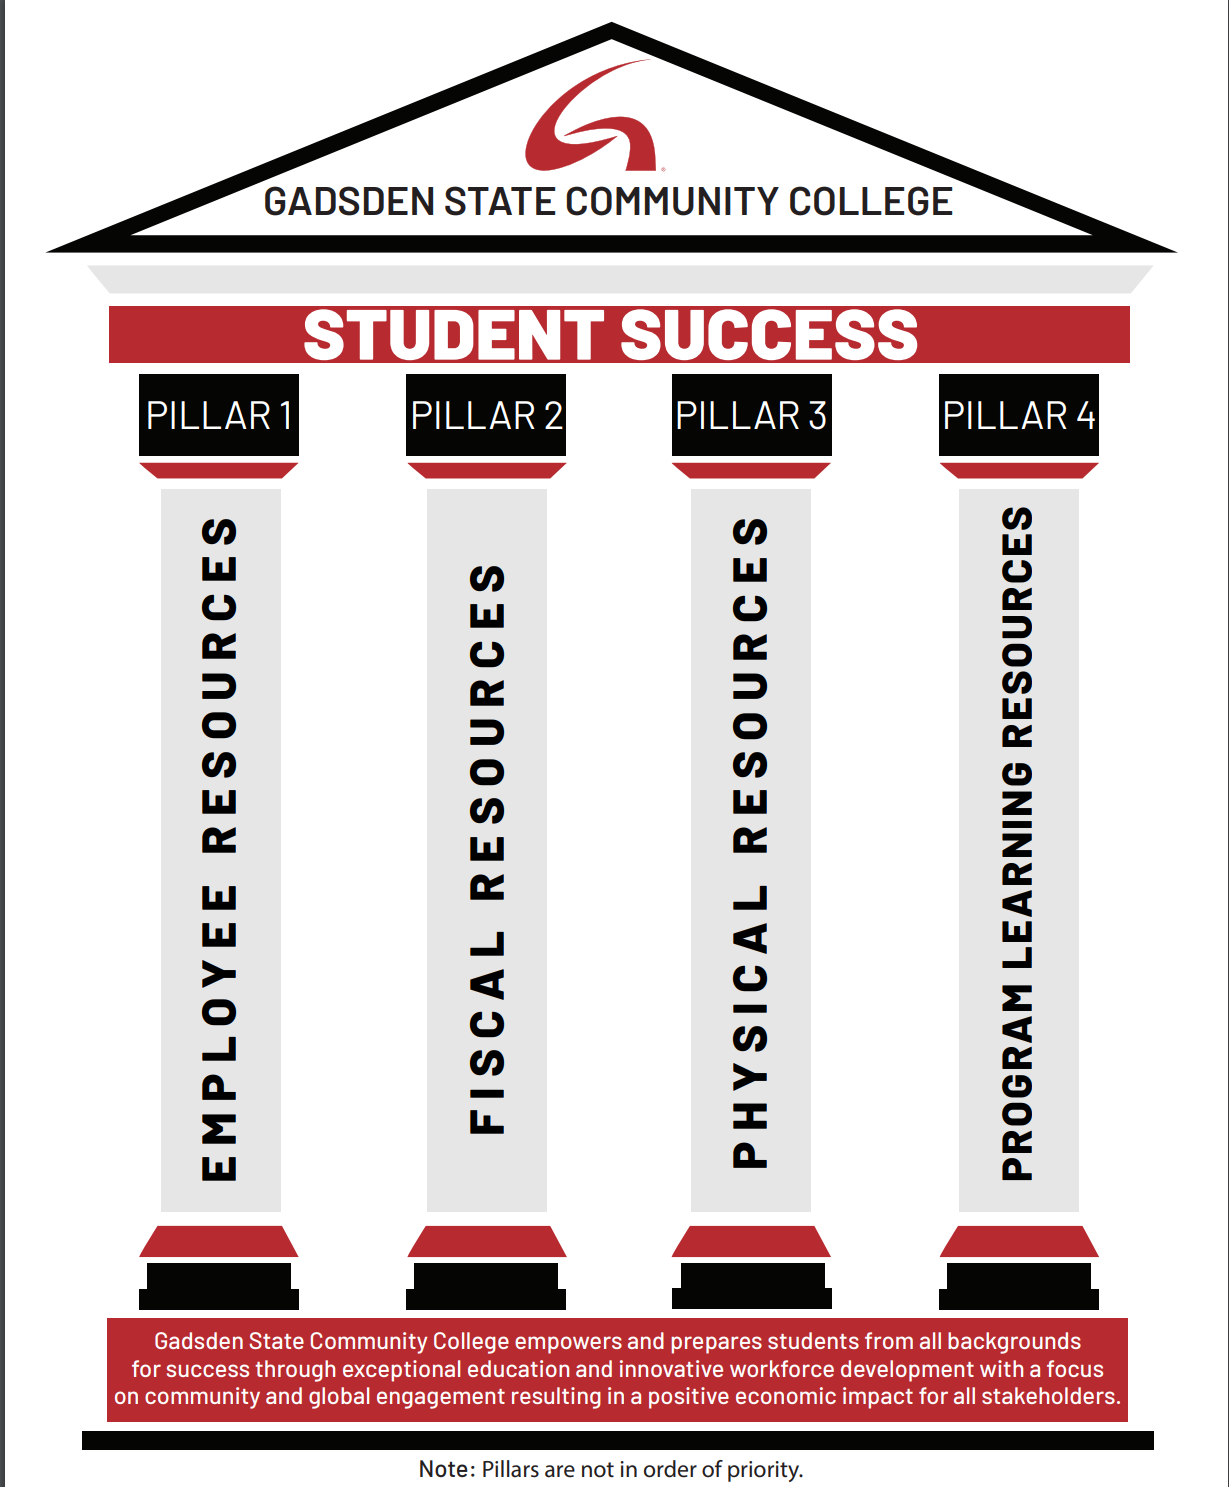 GADSDEN STATE COMMUNITY COLLEGE
STUDENT SUCCESS
PILLAR 1
PILLAR 2
PILLAR 3
PILLAR 4
EMPLOYEE RESOURCES
FISCAL RESOURCES
PHYSICAL RESOURCES
PROGRAM LEARNING RESOURCES
Gadsden State Community College empowers and prepares students from all backgrounds
for success through exceptional education and innovative workforce development with a focus
on community and global engagement resulting in a positive economic impact for all stakeholders.
Note: Pillars are not in order of priority.